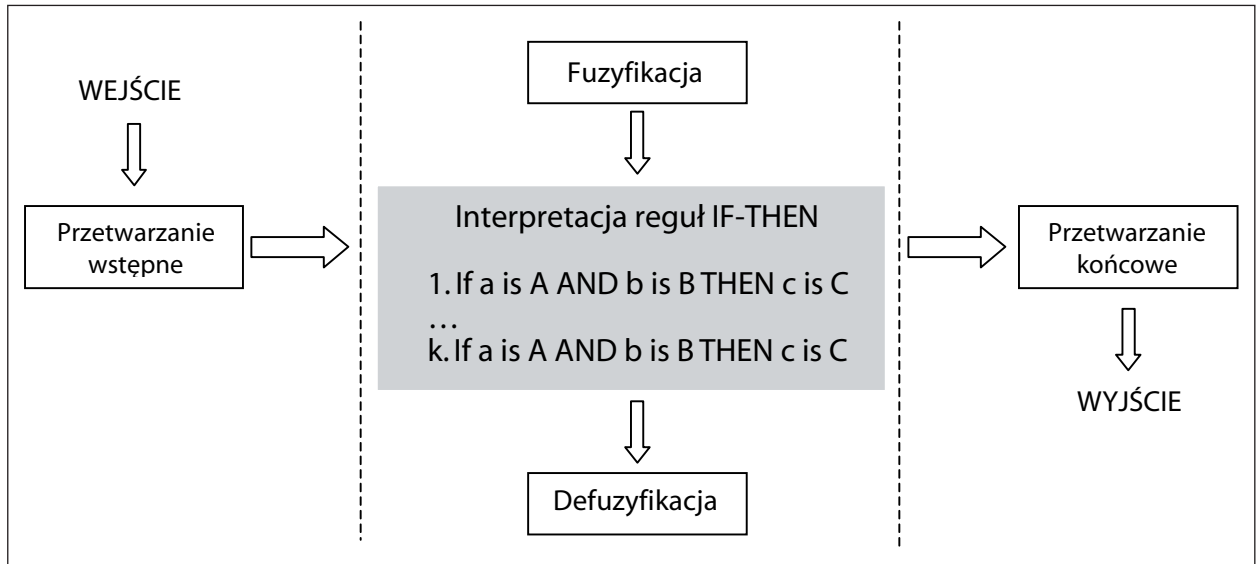 WEJŚCIE
Przetwarzanie
wstępne
Fuzyfikacja
Interpretacja reguł IF-THEN
1. If a is A AND b is B THEN c is C
…
k. If a is A AND b is B THEN c is C
Defuzyfikacja
Przetwarzanie
końcowe
WYJŚCIE